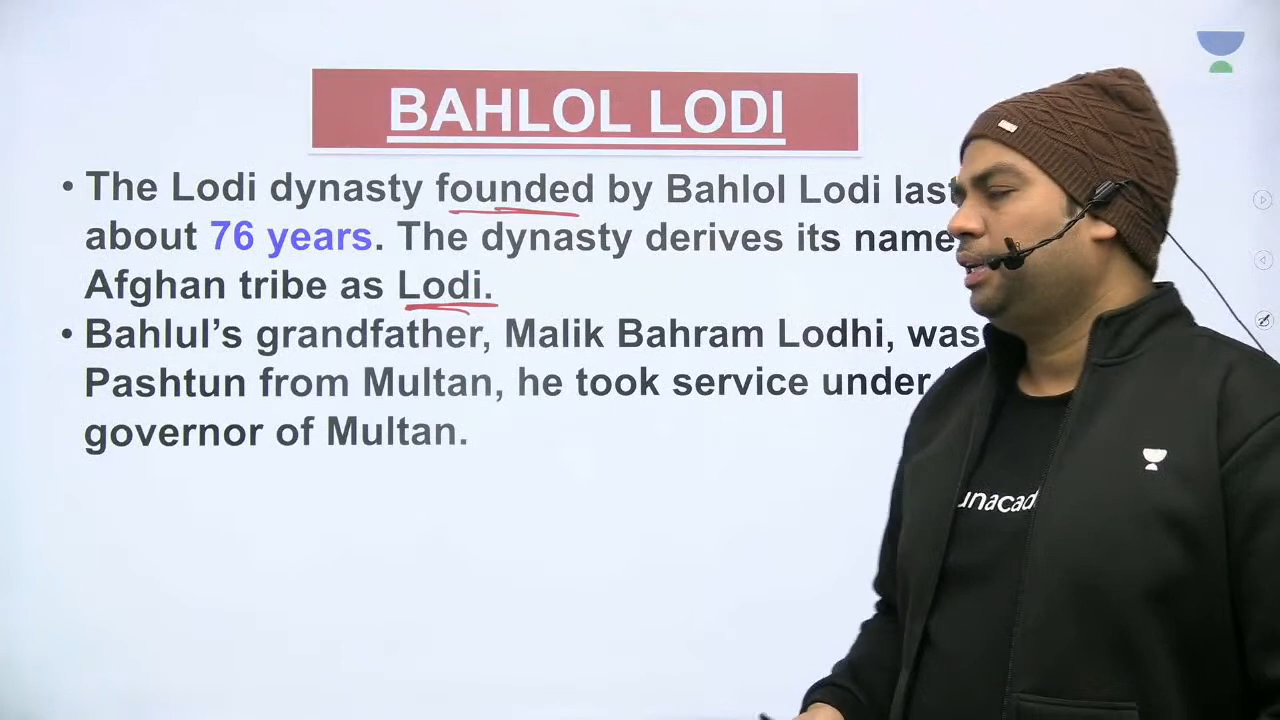 BAHLOL LODI
• The Lodi dynasty founded by Bahlol Lodi last
about 76 years. The dynasty derives its name
Afghan tribe as Lodi.
• Bahlul’s grandfather, Malik Bahram Lodhi, was
Pashtun from Multan, he took service under
governor of Multan.
unacad